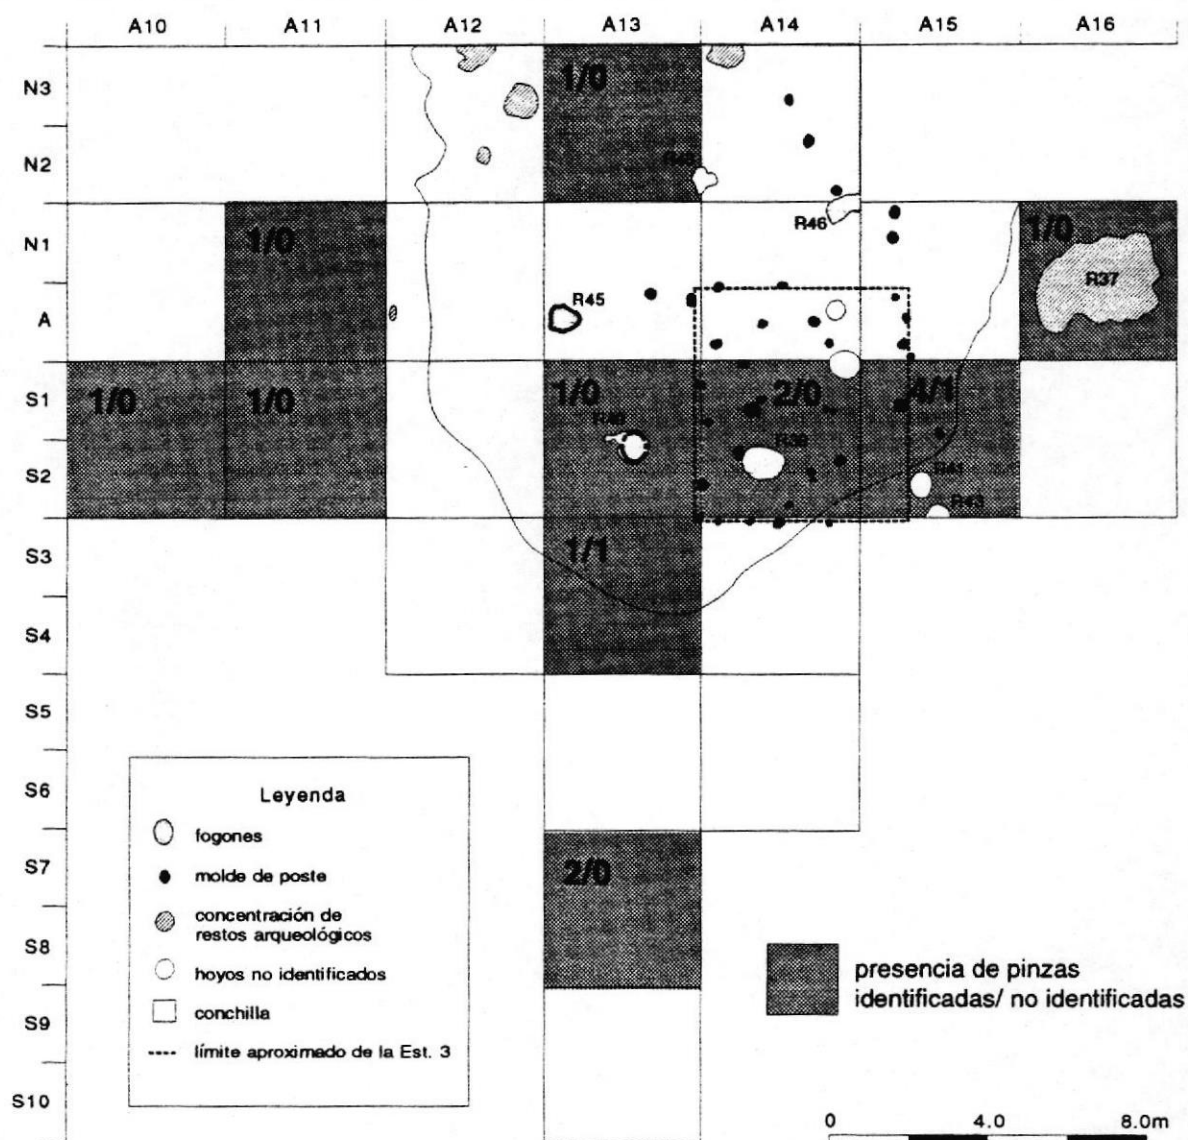 A10 A11 A12 A13 A14 A15 A16
N3
1/0
N2
N1
1/0
R46
1/0
R37
A
R45
S1
1/0
1/0
1/0
2/0
4/1
R39
S2
R41
R43
S3
1/1
S4
S5
S6
S7
2/0
S8
S9
S10
Leyenda
fogones
molde de poste
concentración de
restos arqueológicos
hoyos no identificados
conchilla
límite aproximado de la Est. 3
presencia de pinzas
identificadas/ no identificadas
0 4.0 8.0m